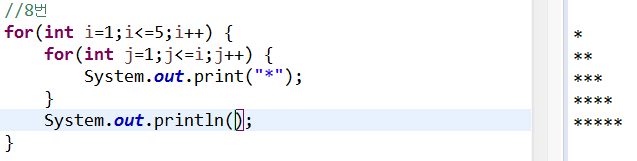 //8번
for(int i=1;i<=5;i++) {
    for(int j=1;j<=i;j++) {
        System.out.print("*");
    }
    System.out.println();
}
*
**
***
****
*****